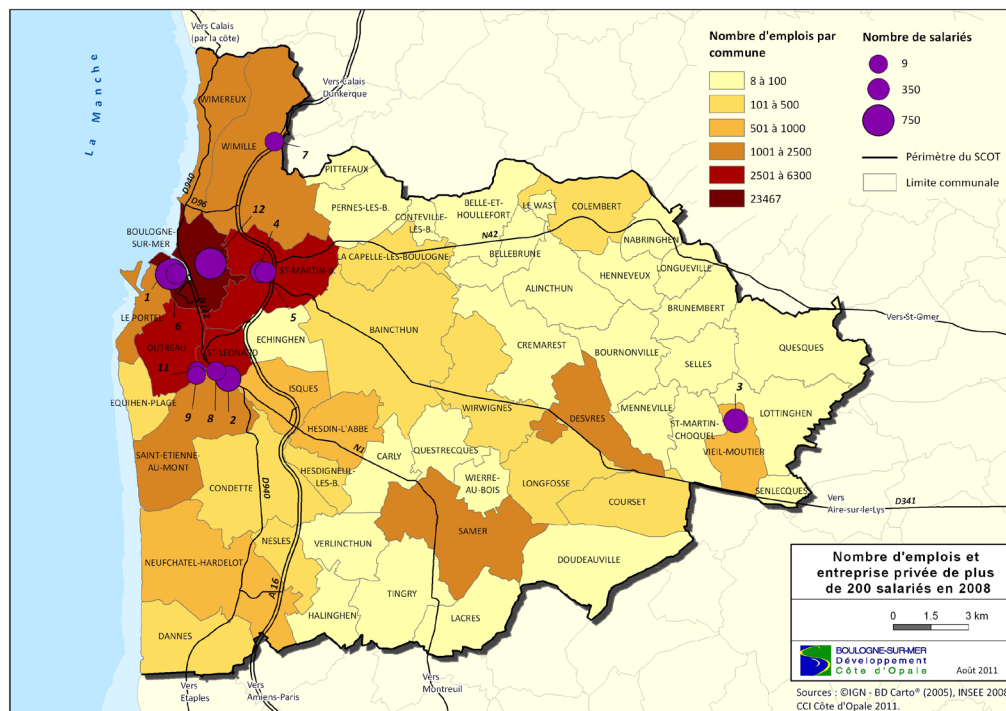 Vers Calais
(par la côte)
La Manche
Vers Calais
Dunkerque
WIMEREUX
WIMILLE
7
PITTEFAUX
D940
D96
PERNES-LES-B.
CONTEVILLE-
LES-B.
BELLE-ET-
HOULLEFORT
LE WAST
COLEMBERT
12
4
BOULOGNE-
SUR-MER
N42
NABRINGHEN
BELLEBRUNE
LA CAPELLE-LES-BOULOGNE
ST-MARTIN-B.
HENNEVEUX
LONGUEVILLE
ALINCTHUN
1
BRUNEMBERT
LE PORTEL
6
5
Vers-St-Omer
BAINCTHUN
ECHINGHEN
OUTREAU
ST-LEONARD
CREMAREST
BOURNONVILLE
QUESQUES
SELLES
11
ISQUES
3
EQUIHEN-PLAGE
9
8
2
WIRWIGNES
MENNEVILLE
LOTTINGHEN
DESVRES
HESDIN-L'ABBE
ST-MARTIN-
CHOQUEL
N1
CARLY
QUESTRECQUES
VIEIL-MOUTIER
SAINT-ETIENNE-
AU-MONT
HESDIGNEUL-
LES-B.
WIERRE-
AU-BOIS
LONGFOSSE
CONDETTE
D940
SENLECQUES
COURSET
Vers
Aire-sur-le-Lys
D341
SAMER
NESLES
VERLINCTHUN
DOUDEAUVILLE
NEUFCHATEL-HARDELOT
A 16
TINGRY
HALINGHEN
LACRES
DANNES
Vers
Etaples
Vers
Amiens-Paris
Vers
Montreuil
Nombre d'emplois par
commune
8 à 100
101 à 500
501 à 1000
1001 à 2500
2501 à 6300
23467
Nombre de salariés
9
350
750
Périmètre du SCOT
Limite communale
Nombre d'emplois et
entreprise privée de plus
de 200 salariés en 2008
0 1.5 3 km
BOULOGNE-SUR-MER
Développement
Côte d'Opale
Août 2011
Sources : ©IGN - BD Carto® (2005), INSEE 2008
CCI Côte d'Opale 2011.